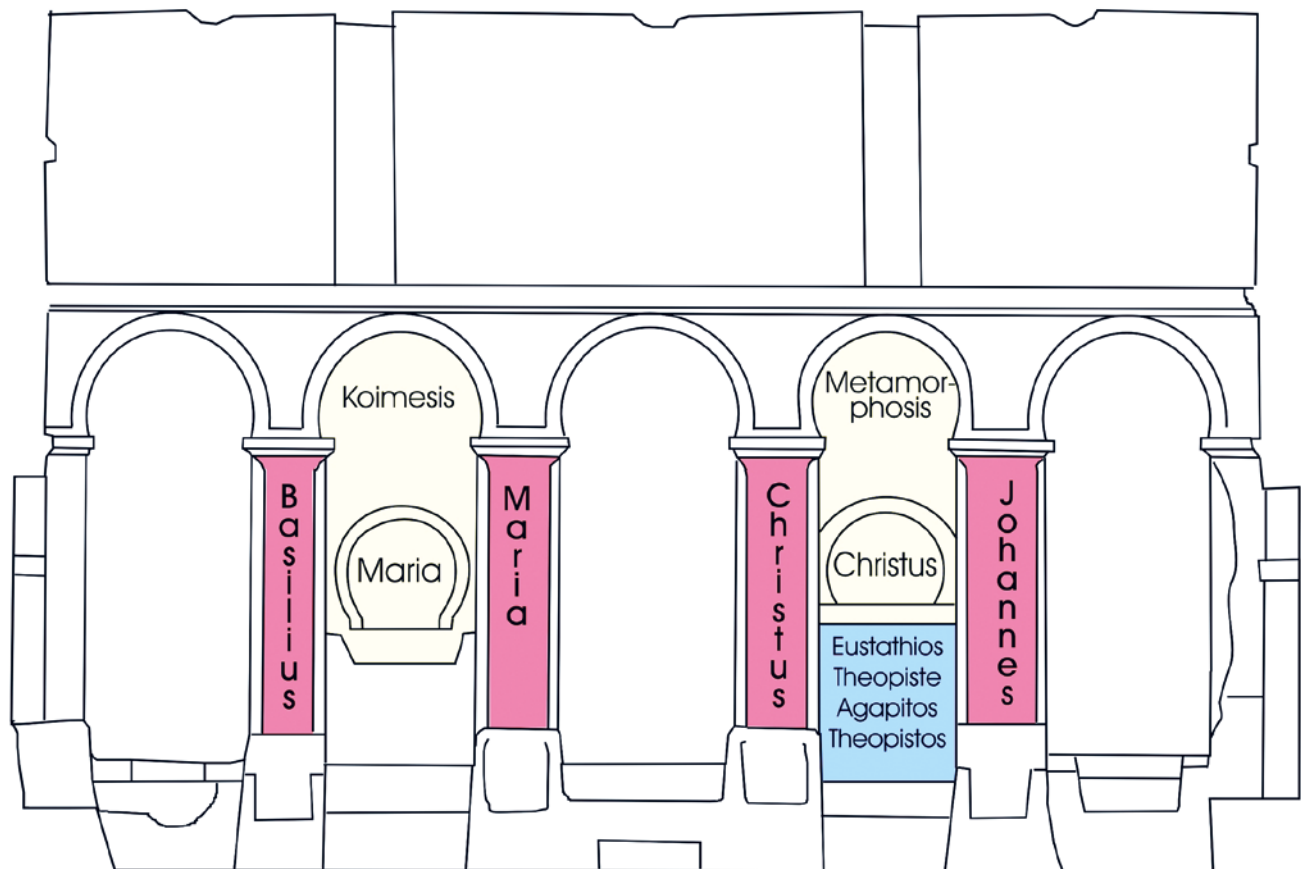 Koimesis
Maria
Basilius
Maria
Christus
Metamor-
phosis
Christus
Eustathios
Theopiste
Agapitos
Theopistos
Johannes